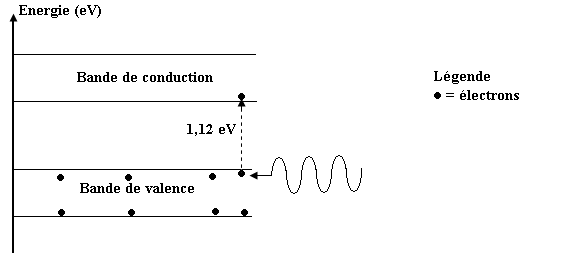 Energie (eV)
Bande de conduction
Légende
• = électrons
1,12 eV
Bande de valence